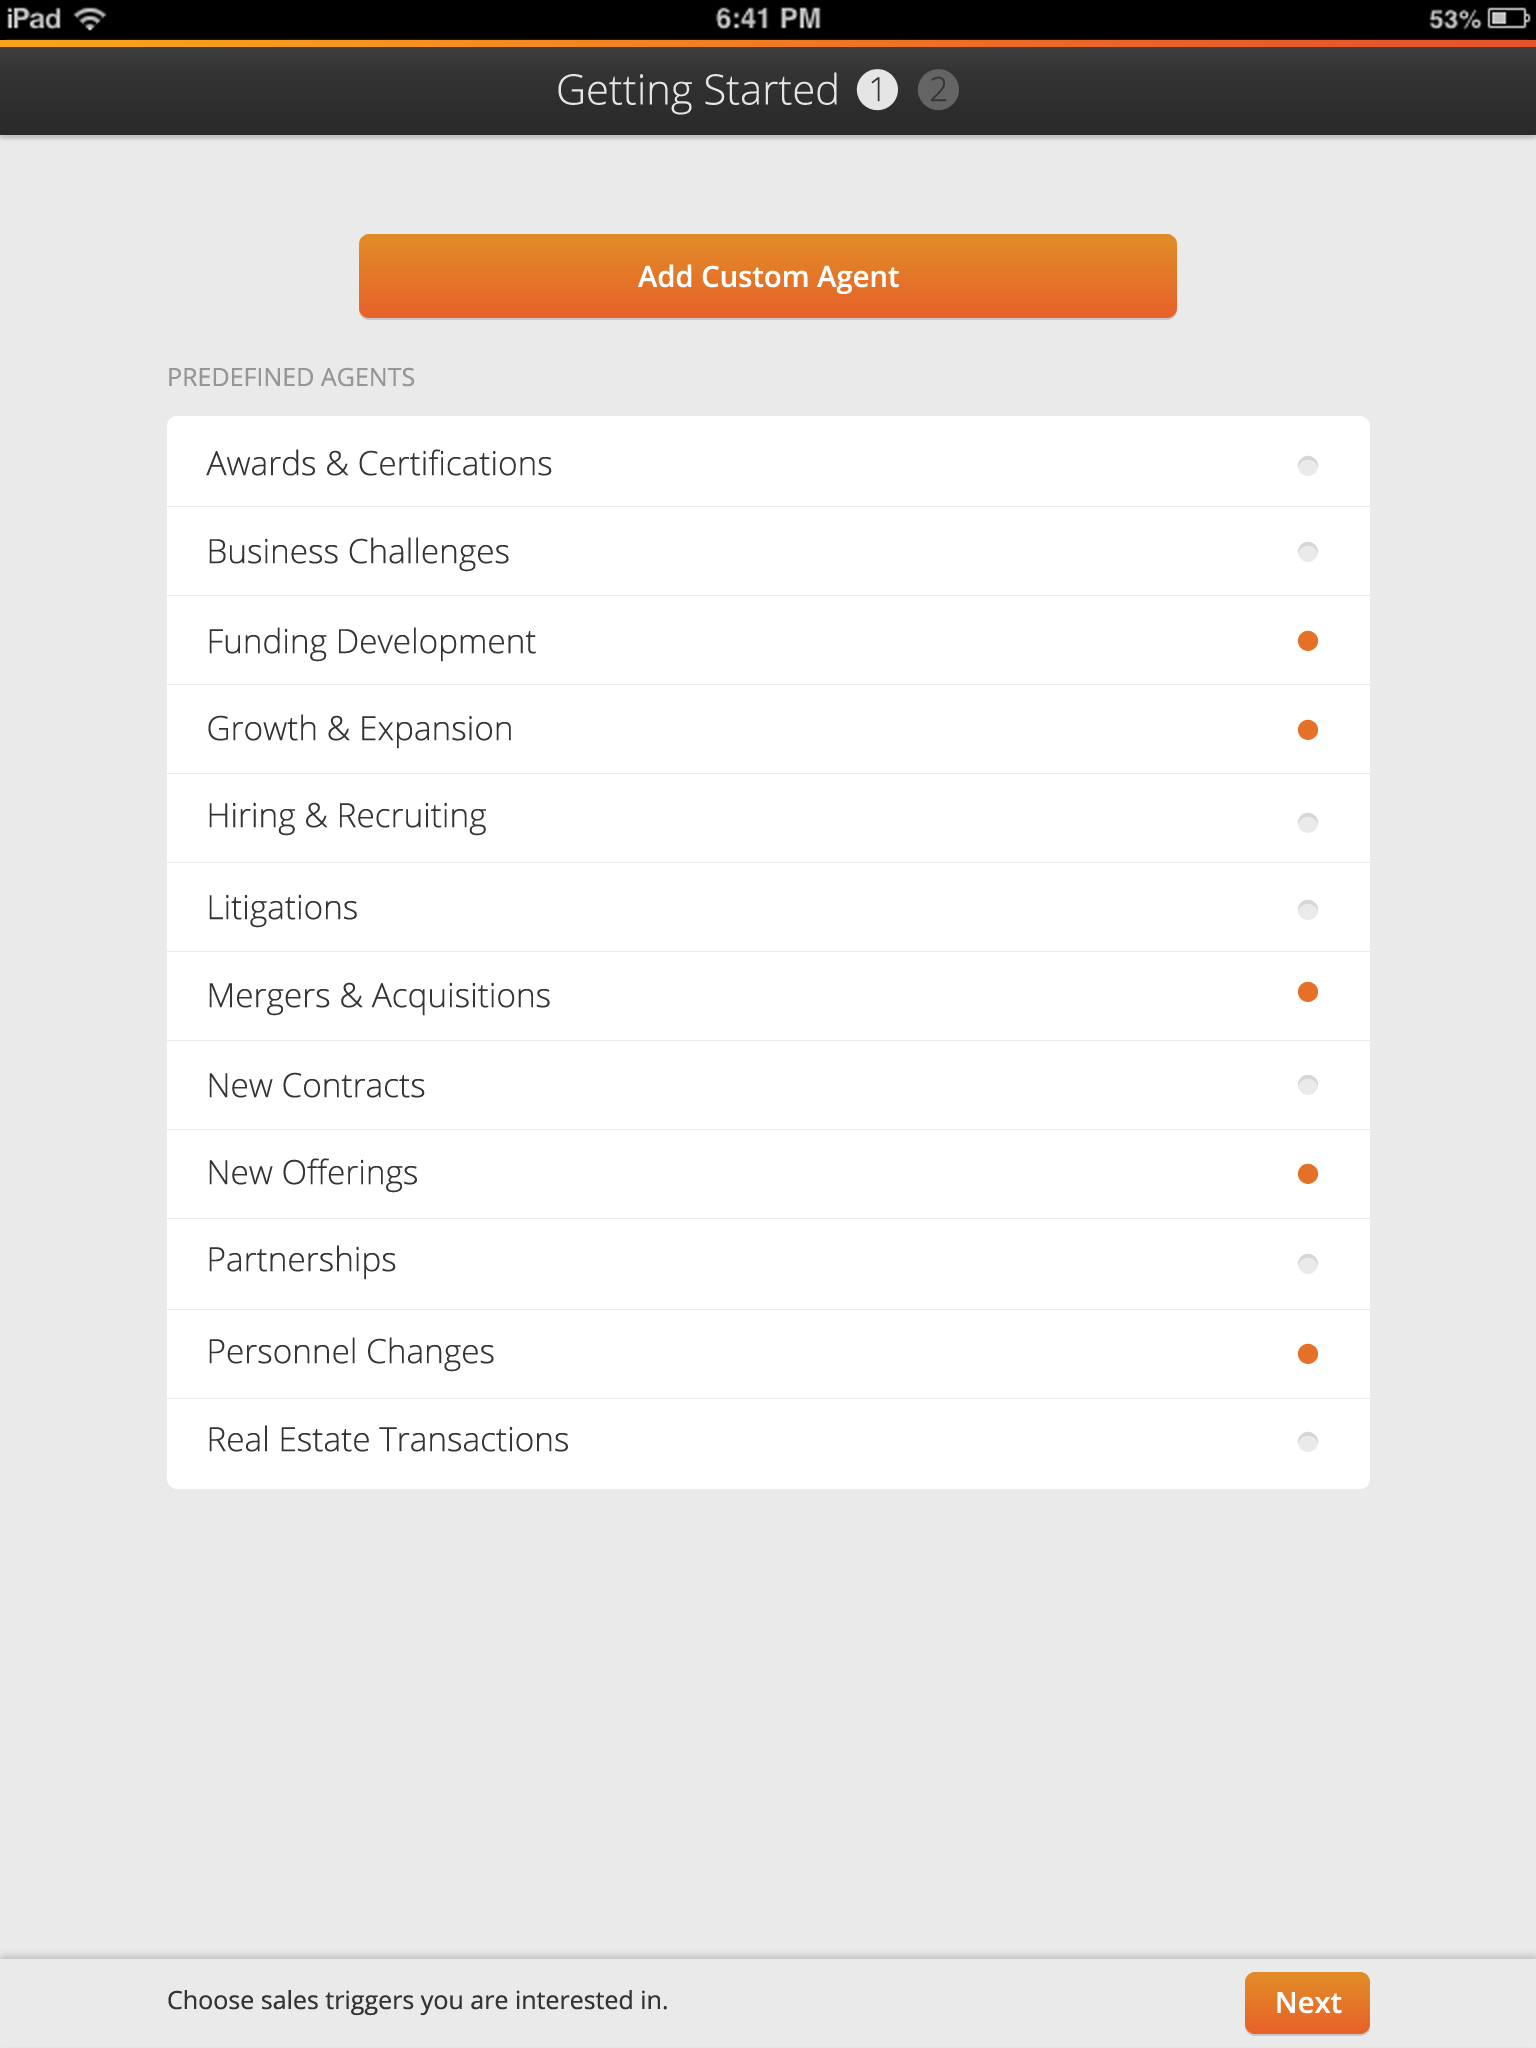 iPad 6:41 PM 53%
Getting Started 1 2
Add Custom Agent
PREDEFINED AGENTS
Awards & Certifications
Business Challenges
Funding Development
Growth & Expansion
Hiring & Recruiting
Litigations
Mergers & Acquisitions
New Contracts
New Offerings
Partnerships
Personnel Changes
Real Estate Transactions
Choose sales triggers you are interested in. Next